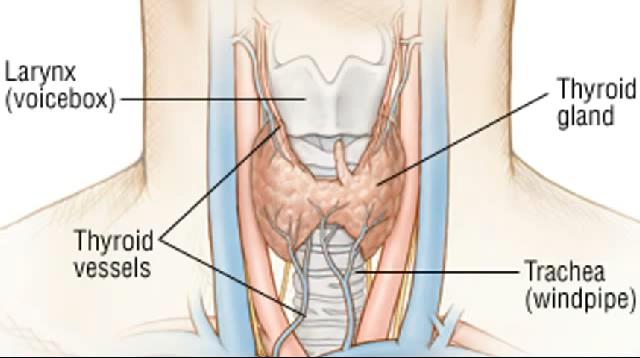 Larynx
(voicebox)
Thyroid
gland
Thyroid
vessels
Trachea
(windpipe)